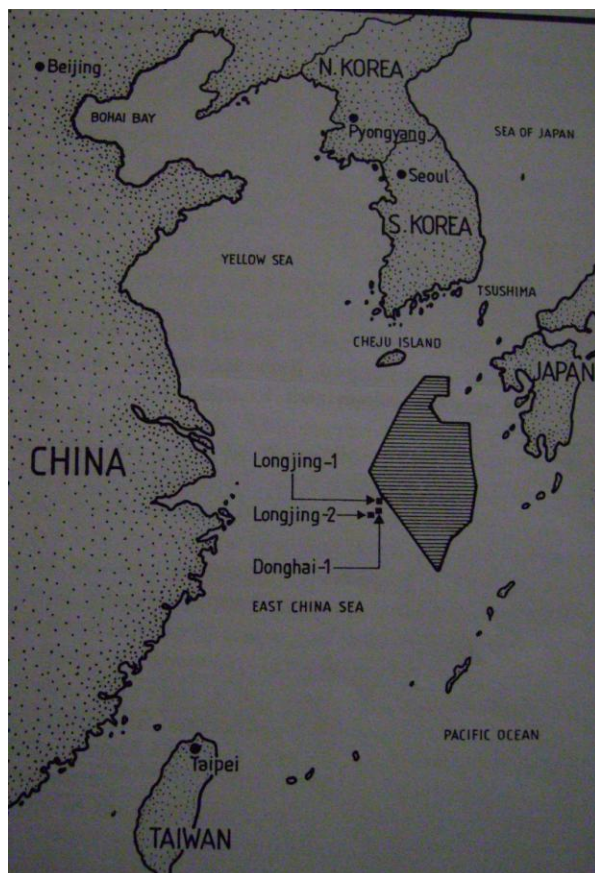 Beijing
BOHAI BAY
N. KOREA
Pyongyang
SEA OF JAPAN
Seoul
S. KOREA
YELLOW SEA
TSUSHIMA
CHEJU ISLAND
JAPAN
CHINA
Longjing-1
Longjing-2
Donghai-1
EAST CHINA SEA
PACIFIC OCEAN
Taipei
TAIWAN